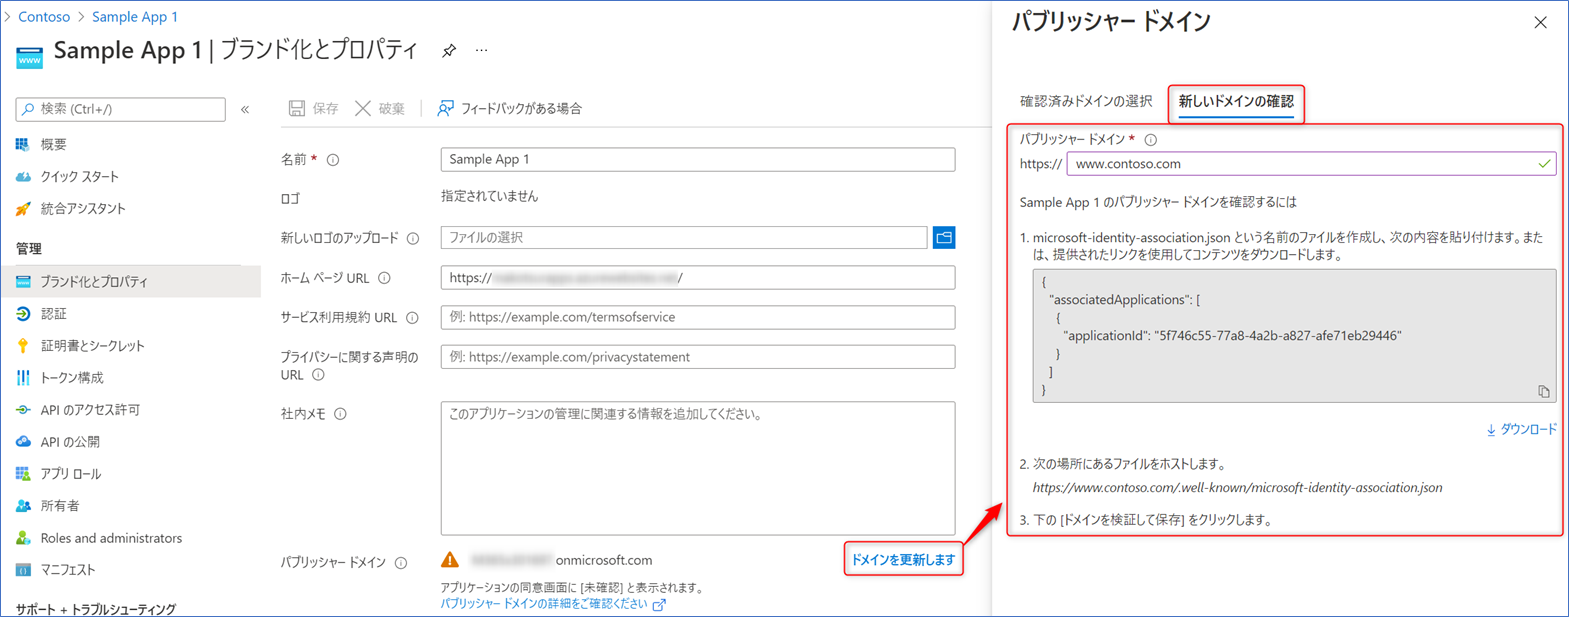 Contoso > Sample App 1
Sample App 1 | ブランド化とプロパティ
www
検索 (Ctrl+/)
«
概要
クイック スタート
統合アシスタント
管理
ブランド化とプロパティ
認証
証明書とシークレット
トークン構成
API のアクセス許可
API の公開
アプリ ロール
所有者
Roles and administrators
マニフェスト
サポート + トラブルシューティング
保存
破棄
フィードバックがある場合
名前 *
Sample App 1
ロゴ
指定されていません
新しいロゴのアップロード
ファイルの選択
ホーム ページ URL
https:// /
サービス利用規約 URL
例: https://example.com/termsofservice
プライバシーに関する声明の
URL
例: https://example.com/privacystatement
社内メモ
このアプリケーションの管理に関連する情報を追加してください。
パブリッシャー ドメイン
onmicrosoft.com
ドメインを更新します
アプリケーションの同意画面に [未確認] と表示されます。
パブリッシャー ドメインの詳細をご確認ください
パブリッシャー ドメイン
確認済みドメインの選択
新しいドメインの確認
パブリッシャー ドメイン *
https:// www.contoso.com
Sample App 1 のパブリッシャー ドメインを確認するには
1. microsoft-identity-association.json という名前のファイルを作成し、次の内容を貼り付けます。また
は、提供されたリンクを使用してコンテンツをダウンロードします。
{
"associatedApplications": [
{
"applicationId": "5f746c55-77a8-4a2b-a827-afe71eb29446"
}
]
}
ダウンロード
2. 次の場所にあるファイルをホストします。
https://www.contoso.com/.well-known/microsoft-identity-association.json
3. 下の [ドメインを検証して保存] をクリックします。